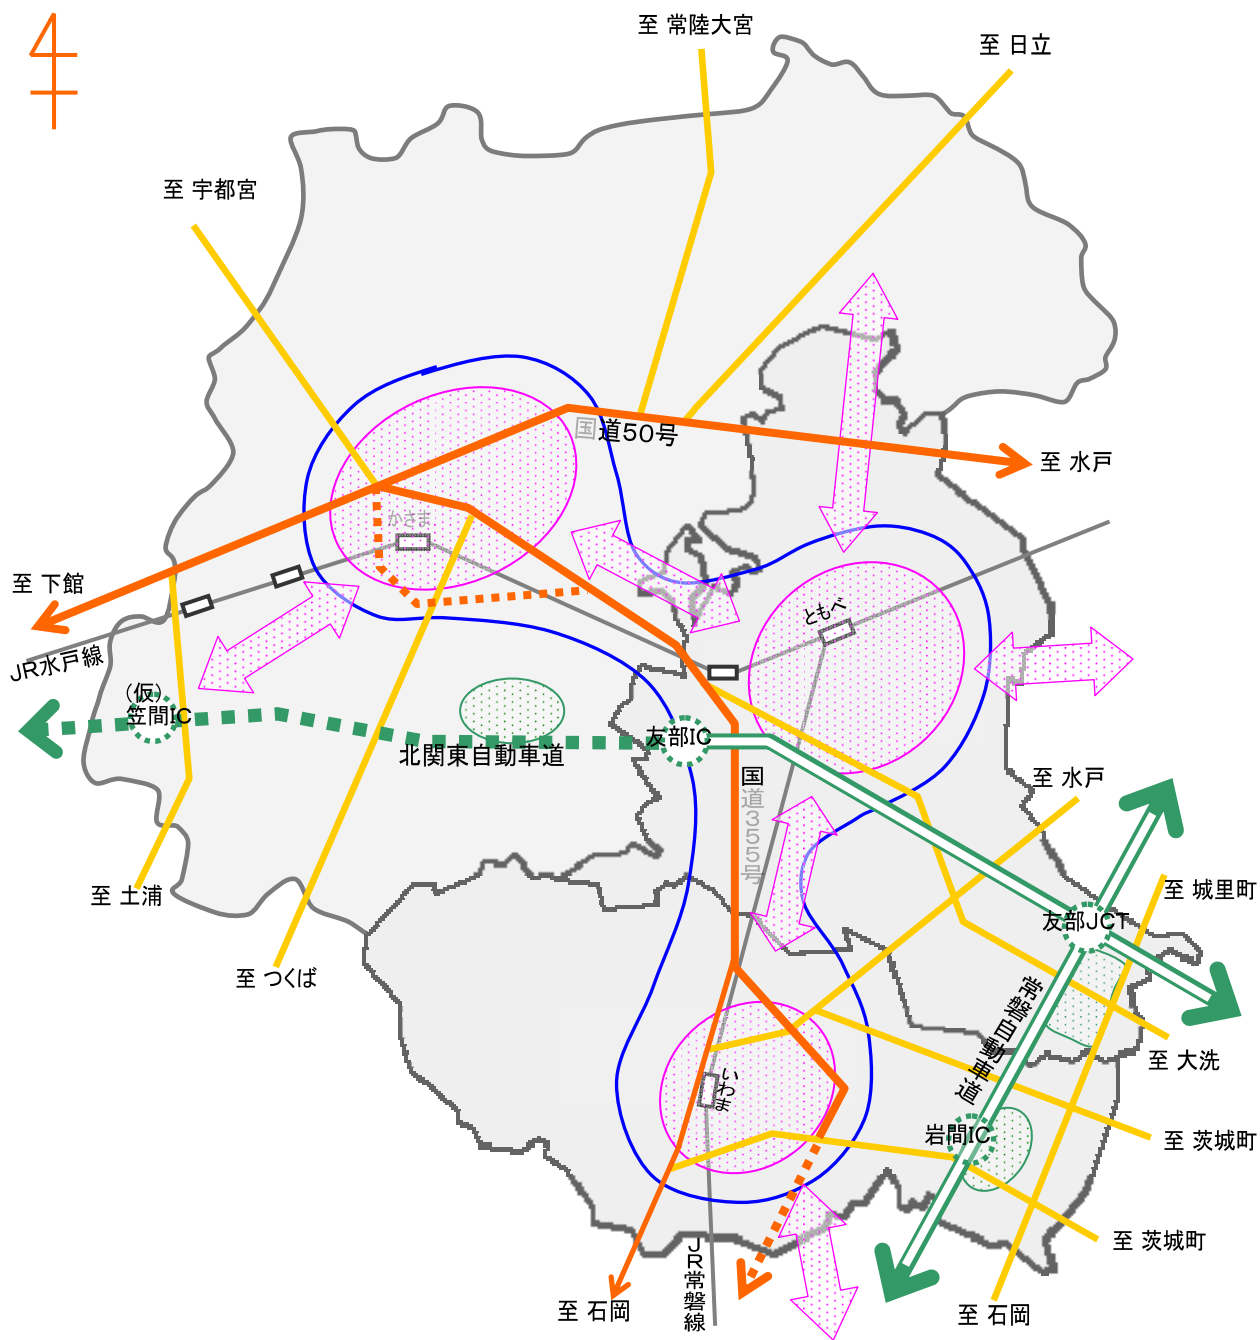 至 常陸大宮
至 日立
至 宇都宮
国道50号
至 水戸
かさま
至 下館
ともべ
JR水戸線
(仮)
笠間IC
友部IC
北関東自動車道
国道355号
至 水戸
至 土浦
至 城里町
友部JCT
至 つくば
常磐自動車道
至 大洗
いわま
岩間IC
至 茨城町
至 茨城町
JR常磐線
至 石岡
至 石岡